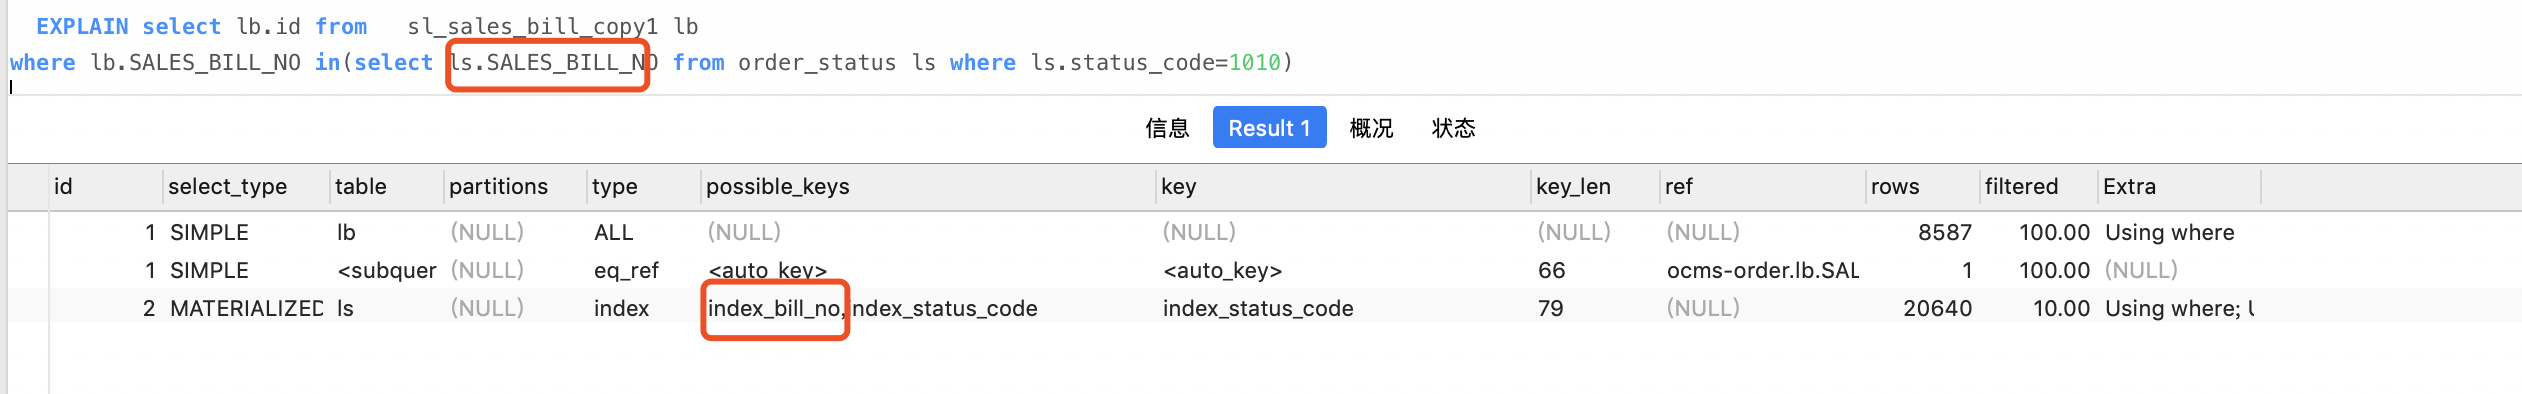 EXPLAIN select lb.id from sl_sales_bill_copy1 lb
where lb.SALES_BILL_NO in(select ls.SALES_BILL_NO from order_status ls where ls.status_code=1010)
信息 Result 1 概况 状态
id select_type table partitions type possible_keys key key_len ref rows filtered Extra
1 SIMPLE lb (NULL) ALL (NULL) (NULL) (NULL) (NULL) 8587 100.00 Using where
1 SIMPLE <subquer (NULL) eq_ref <auto_key> <auto_key> 66 ocms-order.lb.SAL 1 100.00 (NULL)
2 MATERIALIZED ls (NULL) index index_bill_no,index_status_code index_status_code 79 (NULL) 20640 10.00 Using where; U